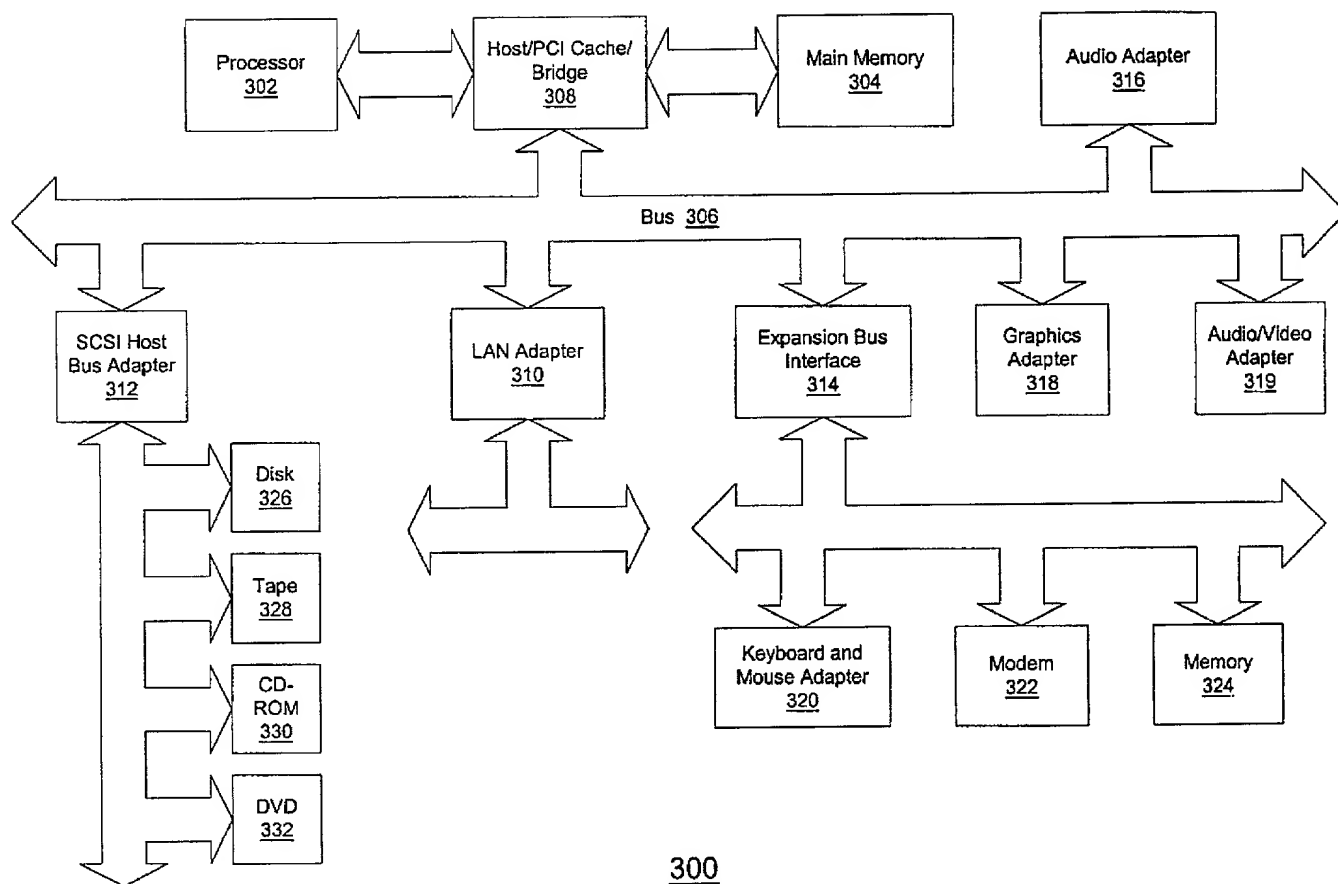 Processor
302
Host/PCI Cache/
Bridge
308
Main Memory
304
Audio Adapter
316
Bus 306
SCSI Host
Bus Adapter
312
LAN Adapter
310
Expansion Bus
Interface
314
Graphics
Adapter
318
Audio/Video
Adapter
319
Disk
326
Tape
328
CD-
ROM
330
DVD
332
Keyboard and
Mouse Adapter
320
Modem
322
Memory
324
300